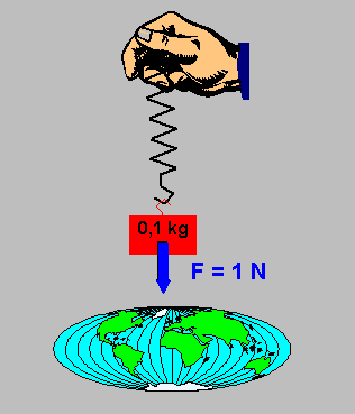 0,1 kg
F = 1 N